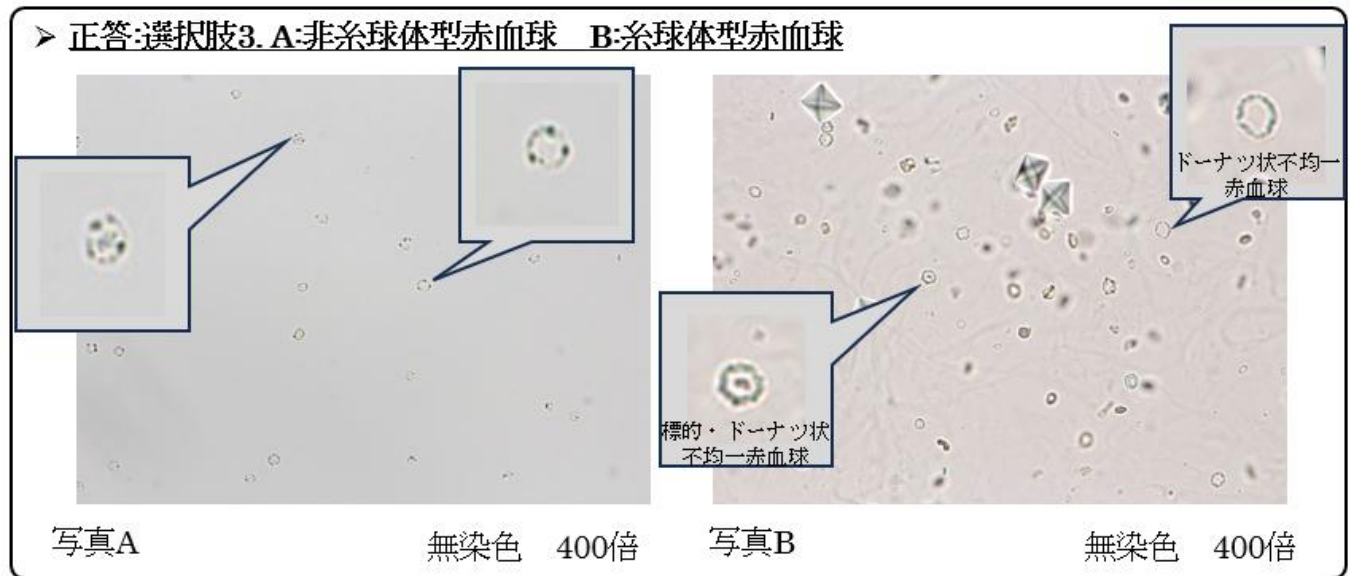 ➢ 正答:選択肢3. A:非糸球体型赤血球　B:糸球体型赤血球
ドーナツ状不均一
赤血球
標的・ドーナツ状
不均一赤血球
写真A　無染色　400倍　写真B　無染色　400倍